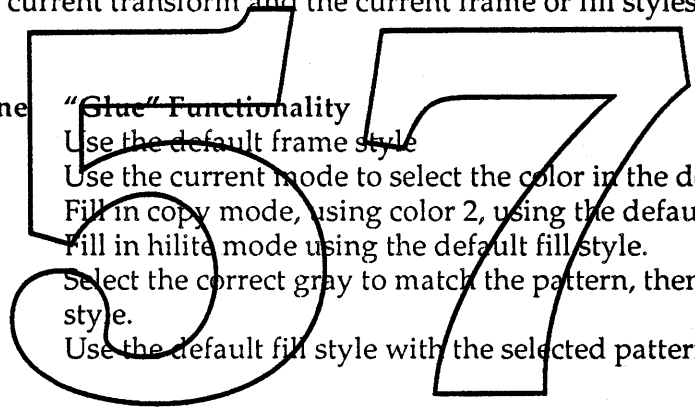 current transform and the current frame or fill styles
ne "Glue" Functionality
Use the default frame style
Use the current mode to select the color in the d
Fill in copy mode, using color 2, using the defau
Fill in hilite mode using the default fill style.
Select the correct gray to match the pattern, then
style.
Use the default fill style with the selected patter
57